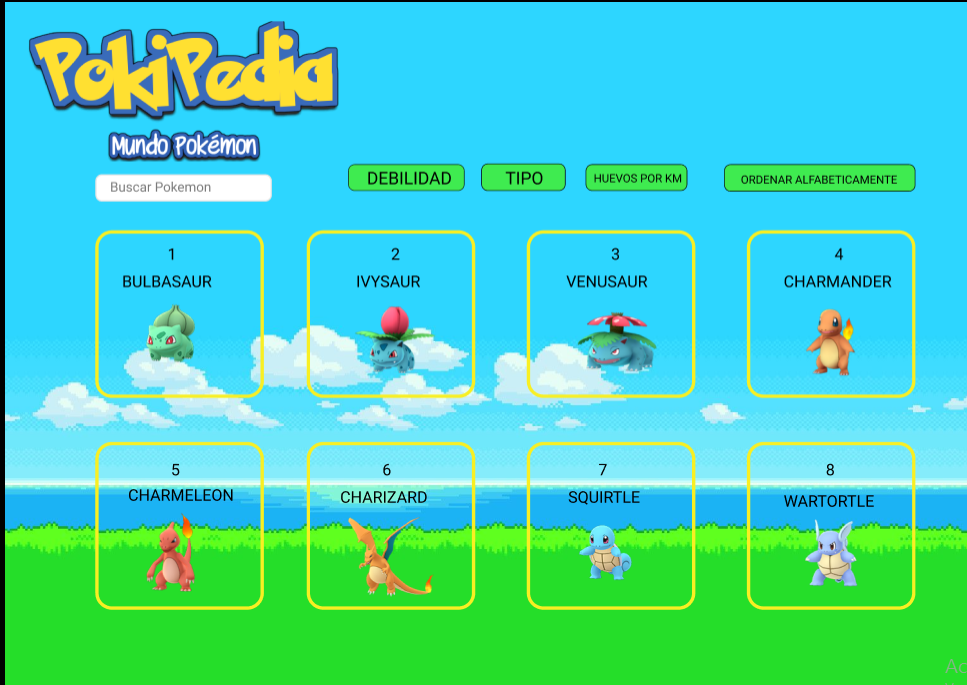 PokiPedia
Mundo Pokémon
Buscar Pokemon
DEBILIDAD
TIPO
HUEVOS POR KM
ORDENAR ALFABETICAMENTE
1
BULBASAUR
2
IVYSAUR
3
VENUSAUR
4
CHARMANDER
5
CHARMELEON
6
CHARIZARD
7
SQUIRTLE
8
WARTORTLE